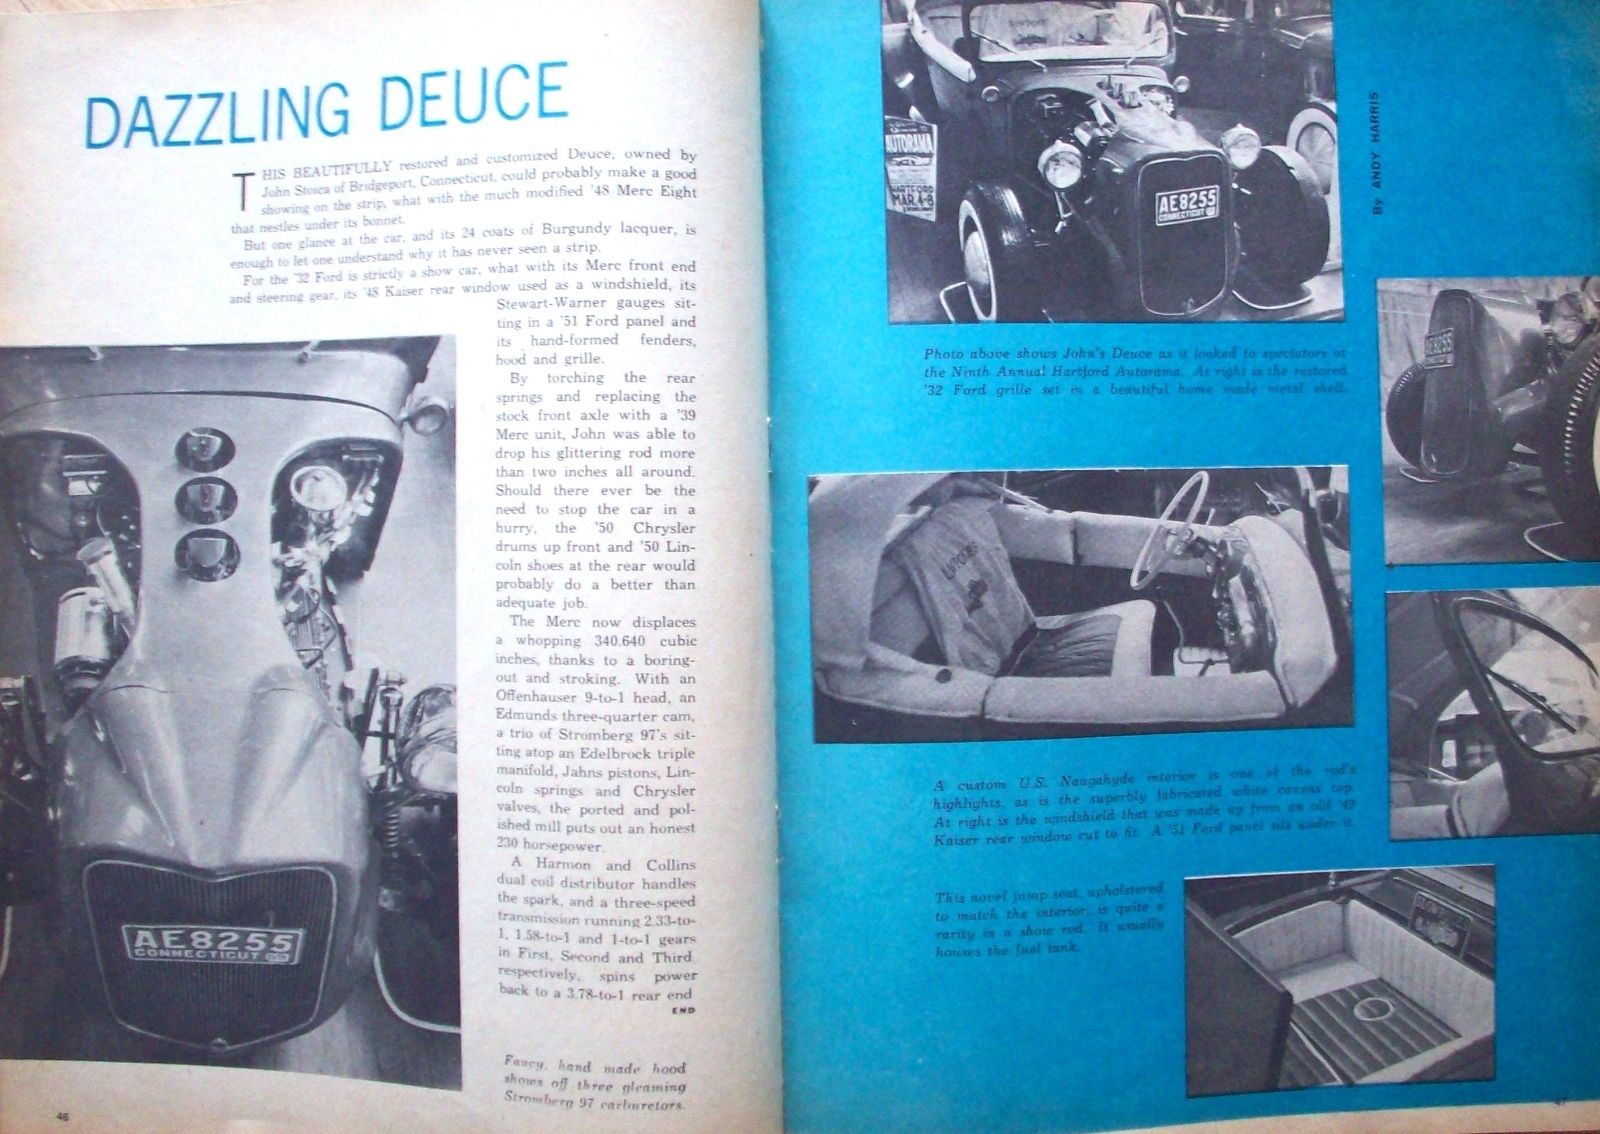 DAZZLING DEUCE
THIS BEAUTIFULLY restored and customized Deuce, owned by
John Stoica of Bridgeport, Connecticut, could probably make a good
showing on the strip, what with the much modified '48 Merc Eight
that nestles under its bonnet.
But one glance at the car, and its 24 coats of Burgundy lacquer, is
enough to let one understand why it has never seen a strip.
For the '32 Ford is strictly a show car, what with its Merc front end
and steering gear, its '48 Kaiser rear window used as a windshield, its
Stewart-Warner gauges sit-
ting in a '51 Ford panel and
its hand-formed fenders,
hood and grille.
By torching the rear
springs and replacing the
stock front axle with a '39
Merc unit, John was able to
drop his glittering rod more
than two inches all around.
Should there ever be the
need to stop the car in a
hurry, the '50 Chrysler
drums up front and '50 Lin-
coln shoes at the rear would
probably do a better than
adequate job.
The Merc now displaces
a whopping 340.640 cubic
inches, thanks to a boring-
out and stroking. With an
Offenhauser 9-to-1 head, an
Edmunds three-quarter cam,
a trio of Stromberg 97's sit-
ting atop an Edelbrock triple
manifold, Jahns pistons, Lin-
coln springs and Chrysler
valves, the ported and pol-
ished mill puts out an honest
230 horsepower.
A Harmon and Collins
dual coil distributor handles
the spark, and a three-speed
transmission running 2.33-to-
1, 1.58-to-1 and 1-to-1 gears
in First, Second and Third
respectively, spins power
back to a 3.78-to-1 rear end
END
AE8255
CONNECTICUT
Fancy, hand made hood
shows off three gleaming
Stromberg 97 carburetors.
46
AUTORAMA
HARTFORD
MAR. 4-8
AE8255
CONNECTICUT
By ANDY HARRIS
Photo above shows John's Deuce as it looked to spectators at
the Ninth Annual Hartford Autorama. At right is the restored
'32 Ford grille set in a beautiful home made metal shell.
AE8255
CONNECTICUT
A custom U.S. Naugahyde interior is one of the rod's
highlights, as is the superbly fabricated white canvas top.
At right is the windshield that was made up from an old '49
Kaiser rear window cut to fit. A '51 Ford panel sits under it.
This novel jump seat, upholstered
to match the interior, is quite a
rarity in a show rod. It usually
houses the fuel tank.
47